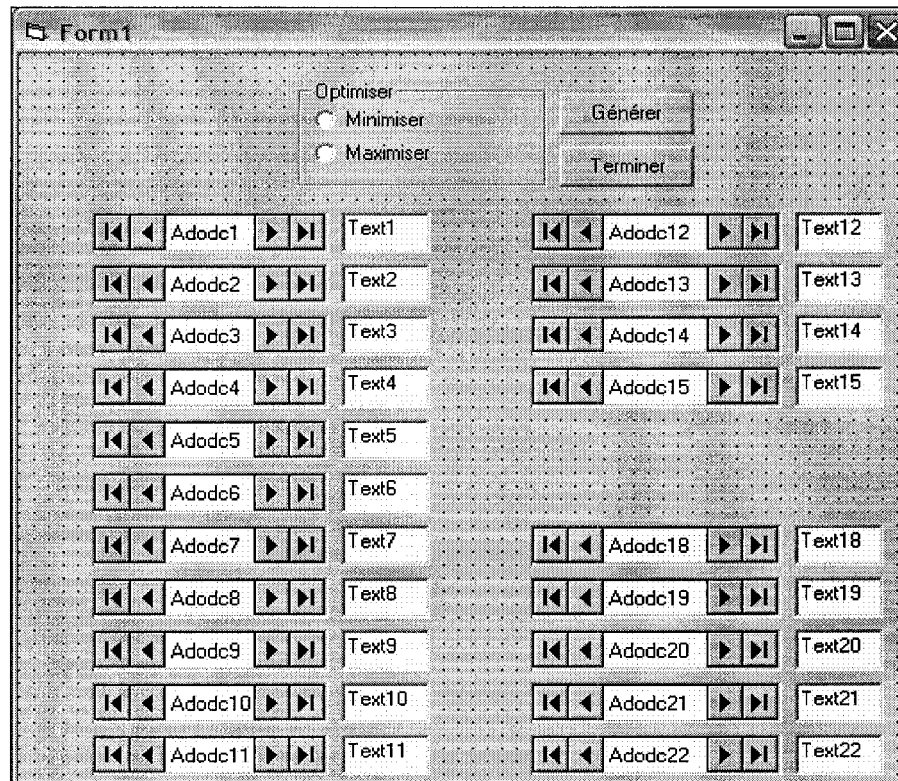 Form1
Optimiser
Minimiser
Maximiser
Générer
Terminer
Adodc1 Text1 Adodc12 Text12
Adodc2 Text2 Adodc13 Text13
Adodc3 Text3 Adodc14 Text14
Adodc4 Text4 Adodc15 Text15
Adodc5 Text5
Adodc6 Text6
Adodc7 Text7 Adodc18 Text18
Adodc8 Text8 Adodc19 Text19
Adodc9 Text9 Adodc20 Text20
Adodc10 Text10 Adodc21 Text21
Adodc11 Text11 Adodc22 Text22